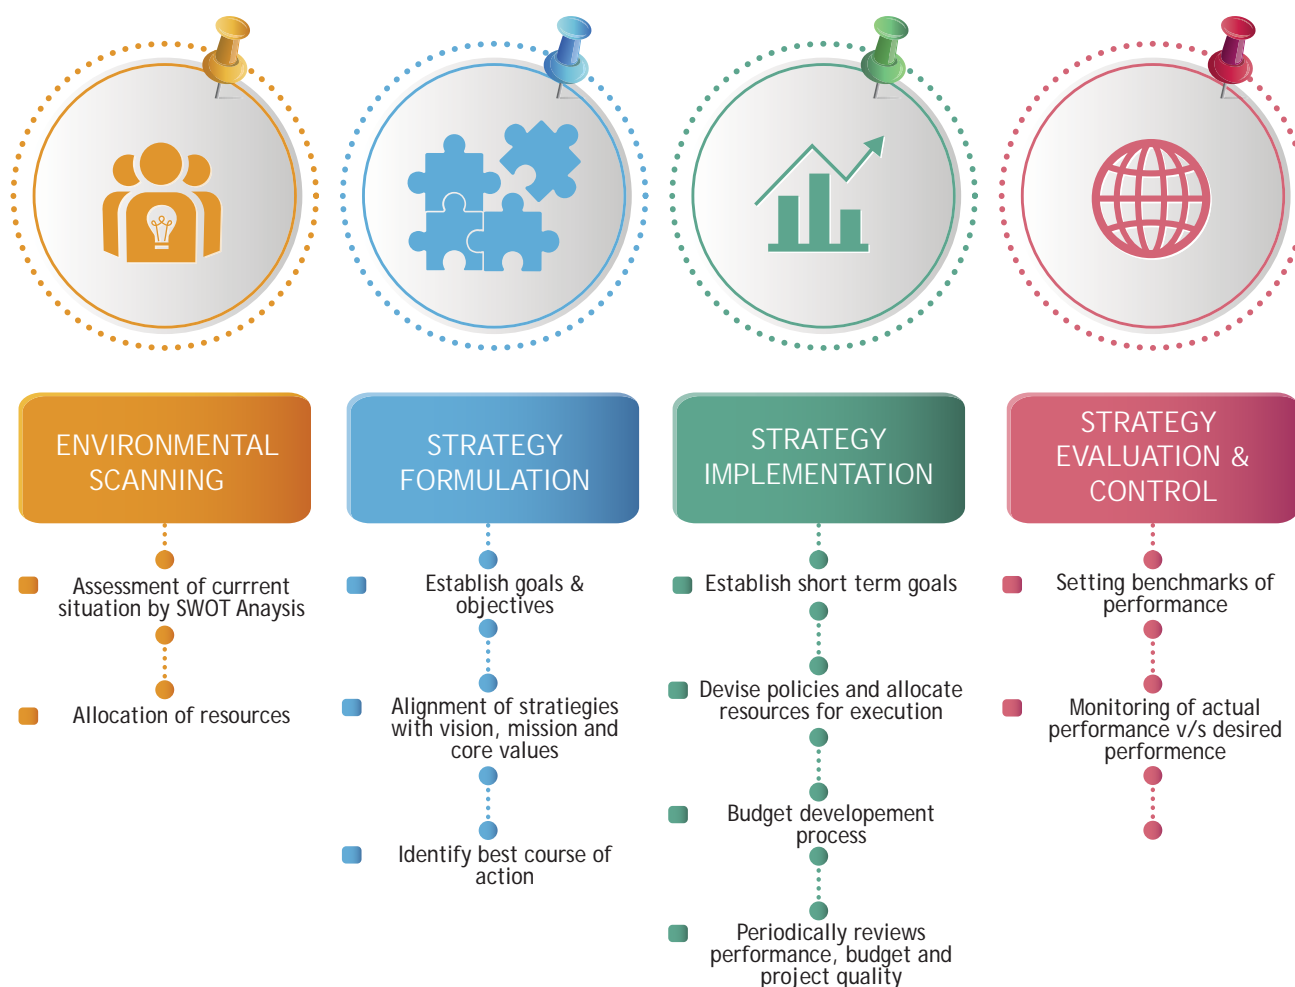 ENVIRONMENTAL
SCANNING
Assessment of currrent
situation by SWOT Anaysis
Allocation of resources
STRATEGY
FORMULATION
Establish goals &
objectives
Alignment of stratiegies
with vision, mission and
core values
Identify best course of
action
STRATEGY
IMPLEMENTATION
Establish short term goals
Devise policies and allocate
resources for execution
Budget developement
process
Periodically reviews
performance, budget and
project quality
STRATEGY
EVALUATION &
CONTROL
Setting benchmarks of
performance
Monitoring of actual
performance v/s desired
performence